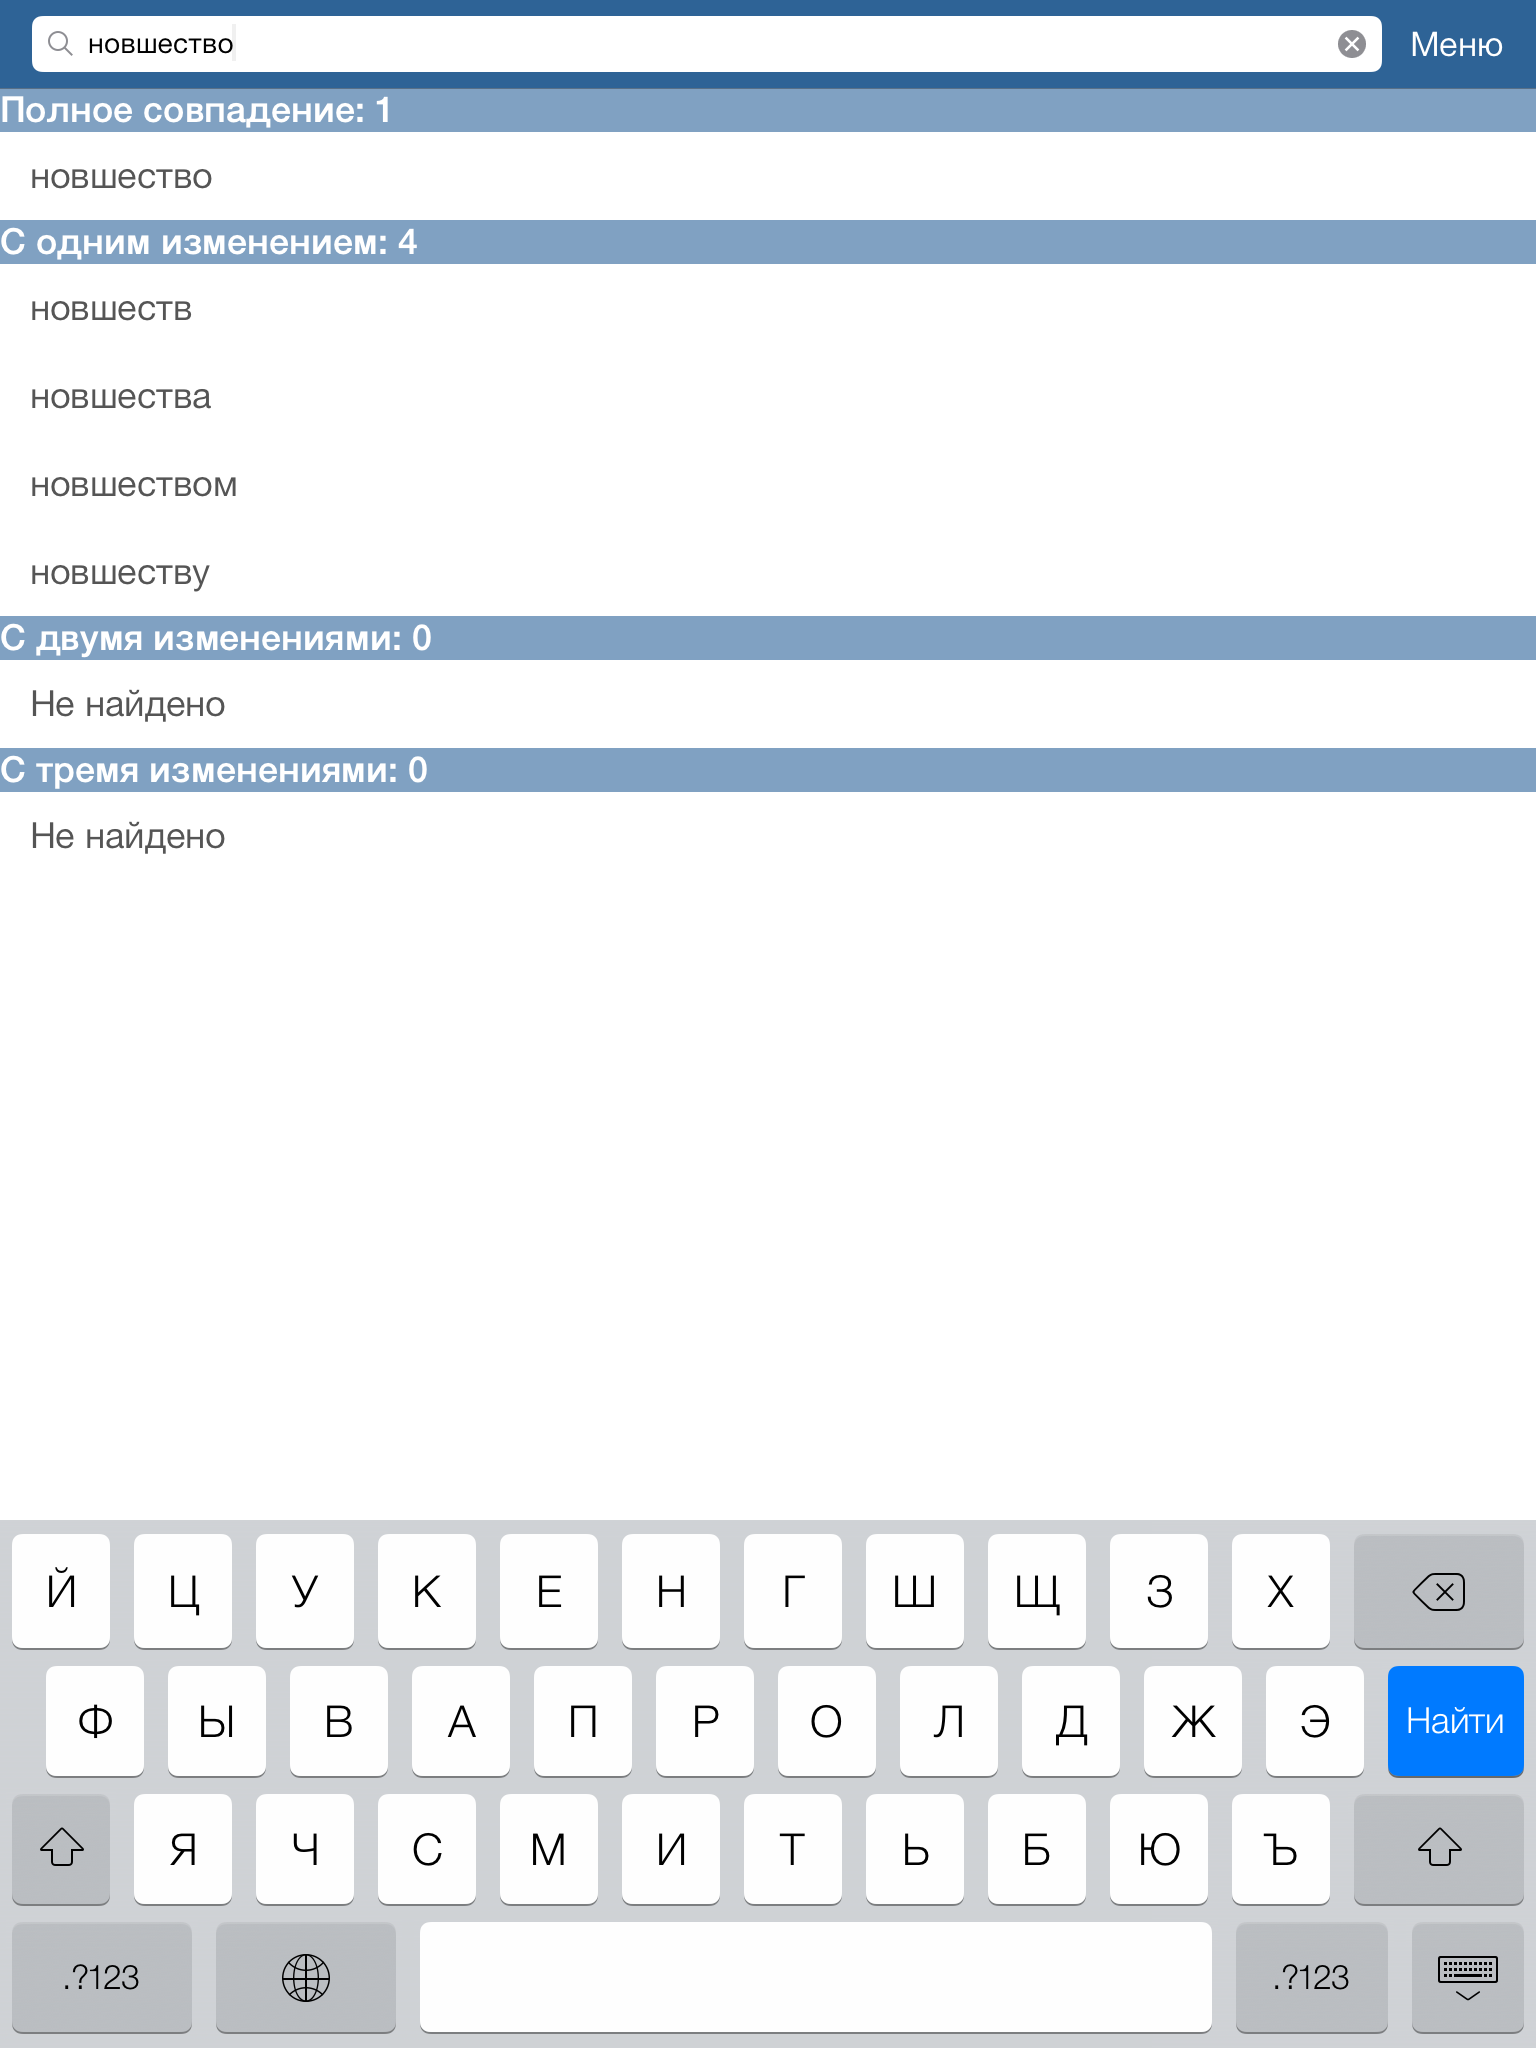 новшество
Меню
Полное совпадение: 1
новшество
С одним изменением: 4
новшеств
новшества
новшеством
новшеству
С двумя изменениями: 0
Не найдено
С тремя изменениями: 0
Не найдено
Й Ц У К Е Н Г Ш Щ З Х
Ф Ы В А П Р О Л Д Ж Э Найти
Я Ч С М И Т Ь Б Ю Ъ
.?123 .?123